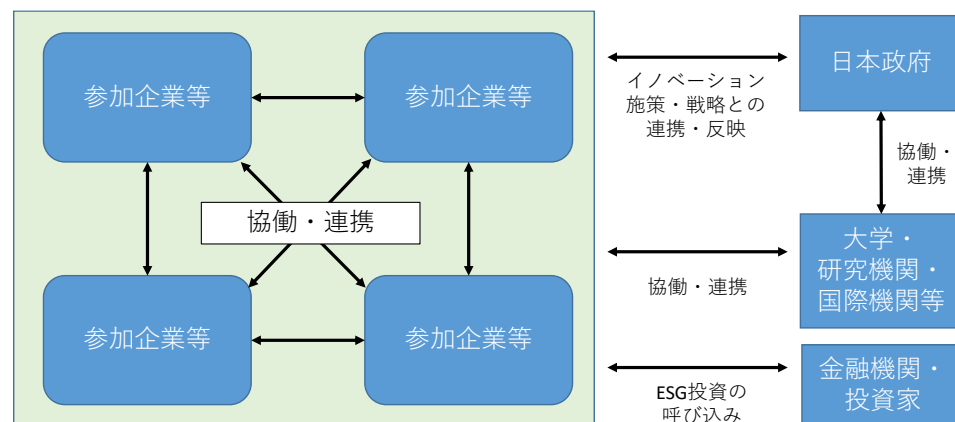 参加企業等
参加企業等
協働・連携
参加企業等
参加企業等
イノベーション
施策・戦略との
連携・反映
日本政府
協働・
連携
協働・連携
大学・
研究機関・
国際機関等
ESG投資の
呼び込み
金融機関・
投資家